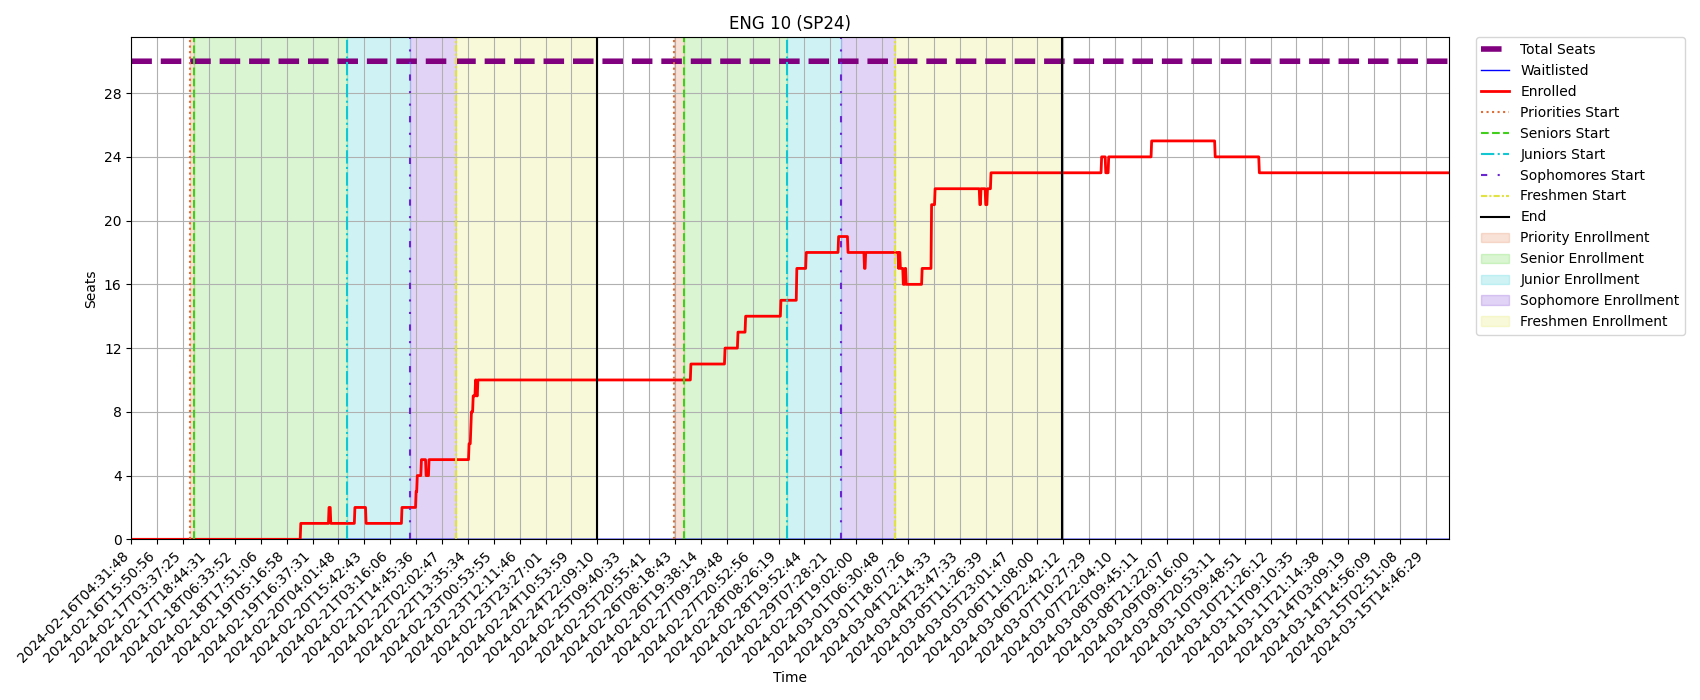 ENG 10 (SP24)
Total Seats
Waitlisted
Enrolled
Priorities Start
Seniors Start
Juniors Start
Sophomores Start
Freshmen Start
End
Priority Enrollment
Senior Enrollment
Junior Enrollment
Sophomore Enrollment
Freshmen Enrollment
Seats
28
24
20
16
12
8
4
0
2024-02-16T04:31:48
2024-02-16T15:50:56
2024-02-17T03:37:25
2024-02-17T18:44:31
2024-02-18T06:33:52
2024-02-18T17:51:06
2024-02-19T05:16:58
2024-02-19T16:37:31
2024-02-20T04:01:48
2024-02-20T15:42:43
2024-02-21T03:16:06
2024-02-21T14:45:36
2024-02-22T02:02:47
2024-02-22T13:35:34
2024-02-23T00:53:55
2024-02-23T12:11:46
2024-02-23T23:27:01
2024-02-24T10:53:59
2024-02-24T22:09:10
2024-02-25T09:40:33
2024-02-25T20:55:41
2024-02-26T08:18:43
2024-02-26T19:38:14
2024-02-27T09:29:48
2024-02-27T20:52:56
2024-02-28T08:26:19
2024-02-28T19:52:44
2024-02-29T07:28:21
2024-02-29T19:02:00
2024-03-01T06:30:48
2024-03-01T18:07:26
2024-03-04T12:14:33
2024-03-04T23:47:33
2024-03-05T11:26:39
2024-03-05T23:01:47
2024-03-06T11:08:00
2024-03-06T22:42:12
2024-03-07T10:27:29
2024-03-07T22:04:10
2024-03-08T09:45:11
2024-03-08T21:22:07
2024-03-09T09:16:00
2024-03-09T20:53:11
2024-03-10T09:48:51
2024-03-10T21:26:12
2024-03-11T09:10:35
2024-03-11T21:14:38
2024-03-14T03:09:19
2024-03-14T14:56:09
2024-03-15T02:51:08
2024-03-15T14:46:29
Time